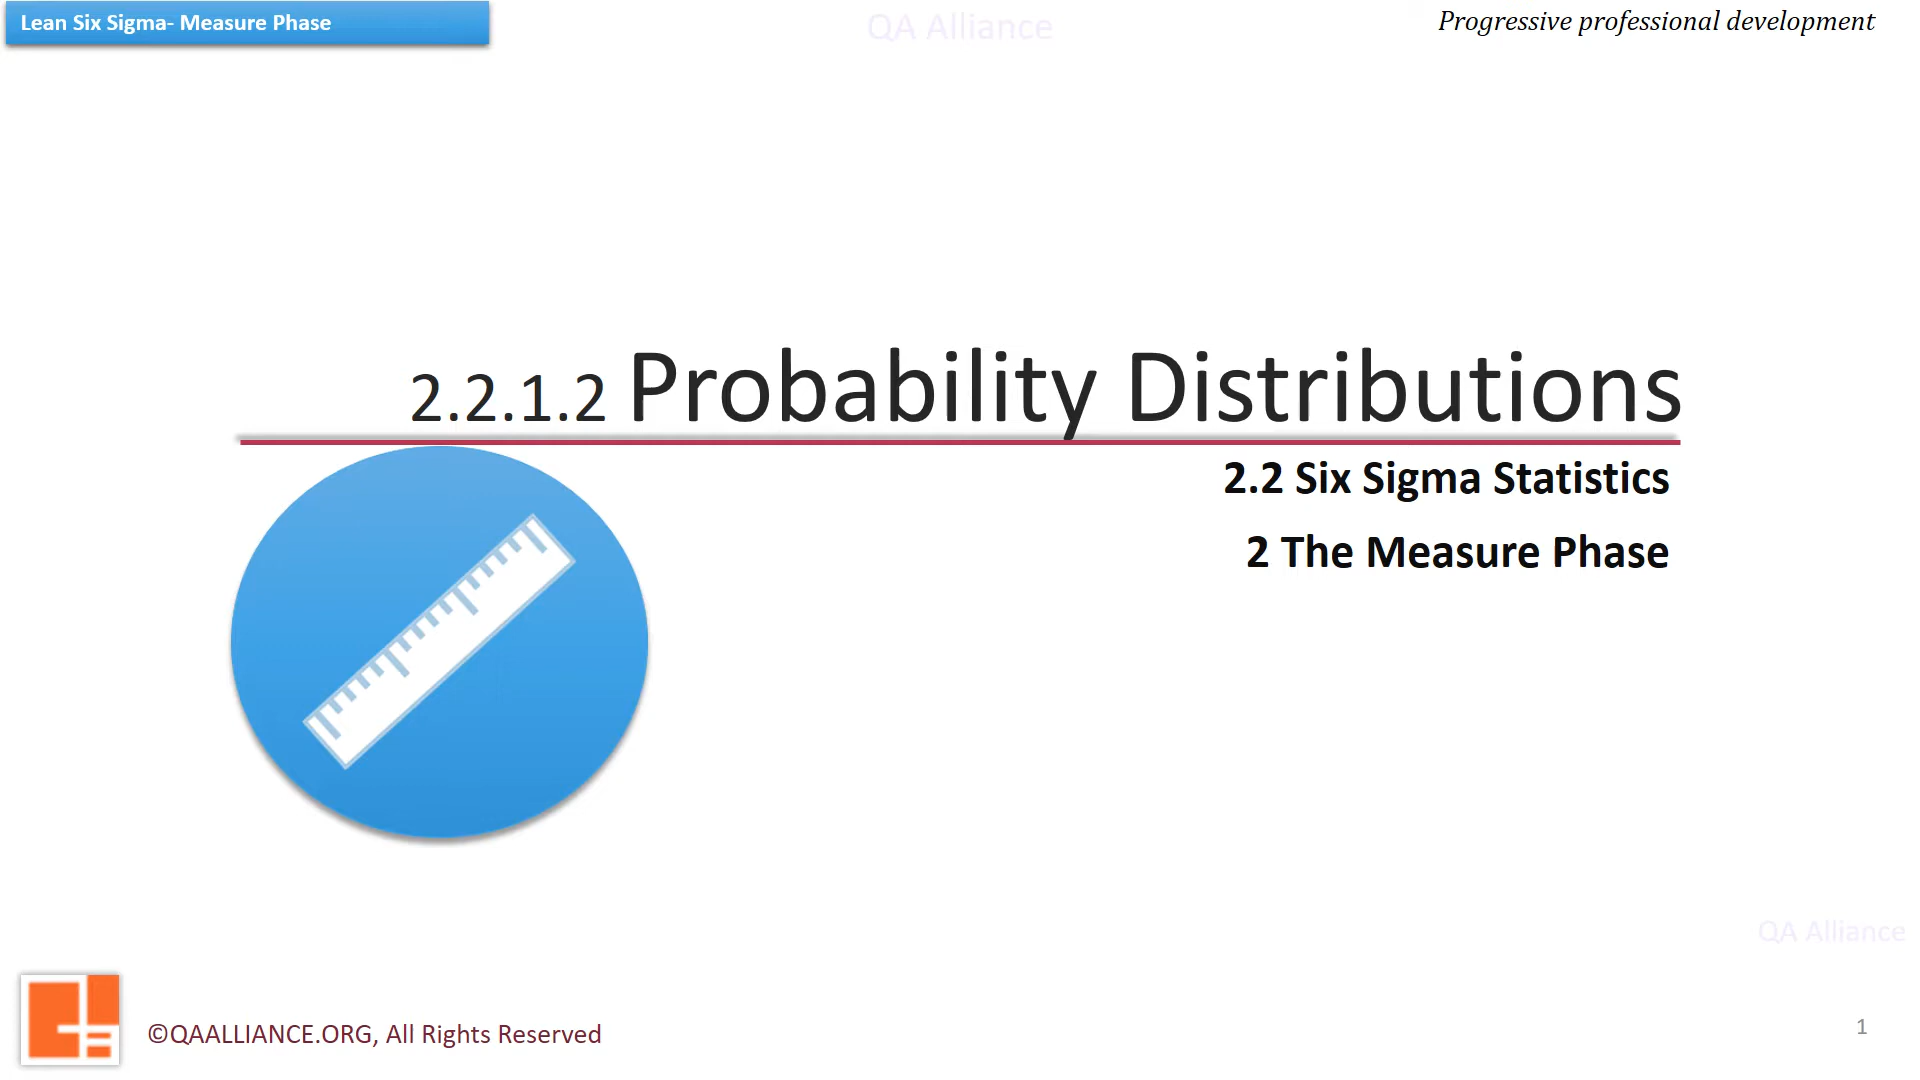 Lean Six Sigma- Measure Phase
QA Alliance
Progressive professional development
2.2.1.2 Probability Distributions
2.2 Six Sigma Statistics
2 The Measure Phase
QA Alliance
©QAALLIANCE.ORG, All Rights Reserved
1